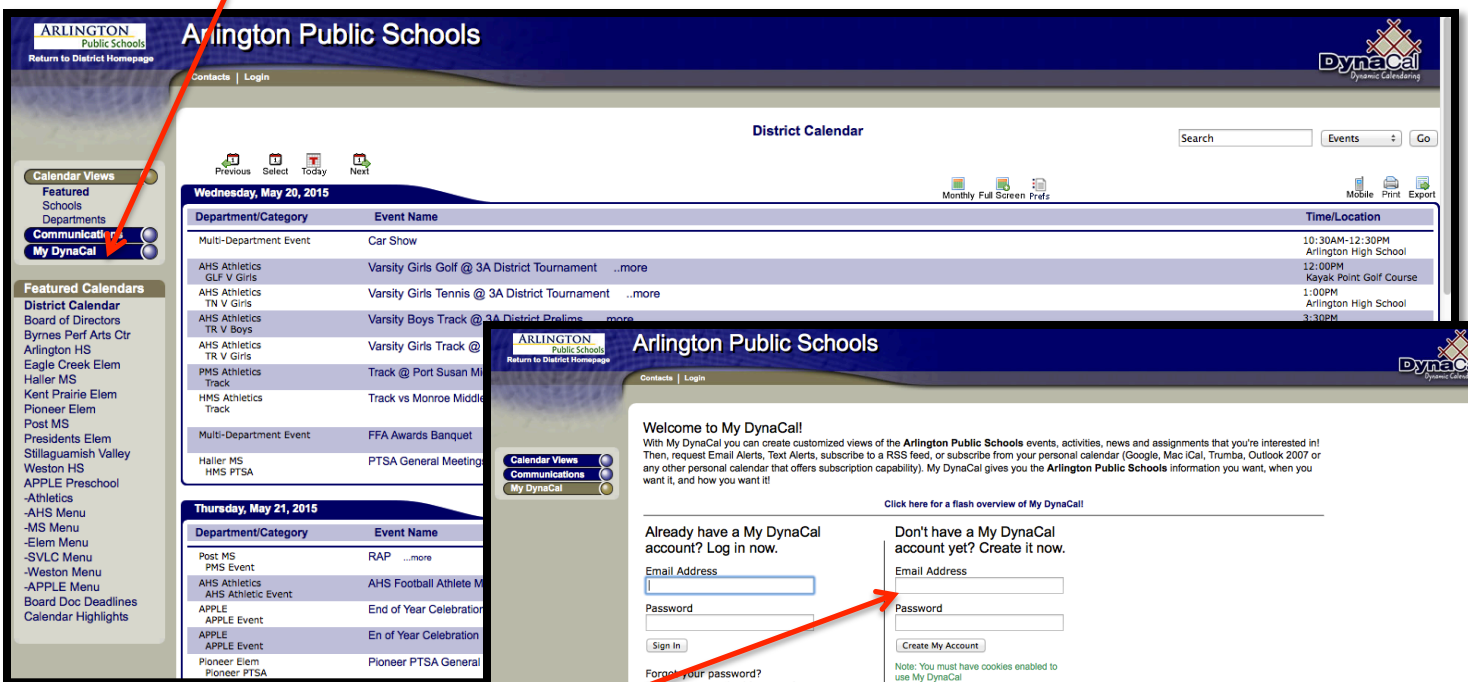 ARLINGTON
Public Schools
Return to District Homepage
Arlington Public Schools
DynaCal
Dynamic Calendaring
Contacts | Login
District Calendar
Search
Events
Go
Previous Select Today Next
Calendar Views
Featured
Schools
Departments
Communications
My DynaCal
Wednesday, May 20, 2015
Monthly Full Screen Prefs
Mobile Print Export
Department/Category Event Name Time/Location
Multi-Department Event Car Show 10:30AM-12:30PM
Arlington High School
AHS Athletics Varsity Girls Golf @ 3A District Tournament ..more 12:00PM
GLF V Girls Kayak Point Golf Course
AHS Athletics Varsity Girls Tennis @ 3A District Tournament ..more 1:00PM
TN V Girls Arlington High School
AHS Athletics Varsity Boys Track @ 3A District Prelims ..more 3:30PM
TR V Boys
AHS Athletics Varsity Girls Track @
TR V Girls
PMS Athletics Track @ Port Susan Mi
Track
HMS Athletics Track vs Monroe Middle
Track
Multi-Department Event FFA Awards Banquet
Haller MS PTSA General Meeting
HMS PTSA
Thursday, May 21, 2015
Department/Category Event Name
Post MS RAP ...more
PMS Event
AHS Athletics AHS Football Athlete M
AHS Athletic Event
APPLE End of Year Celebration
APPLE Event
APPLE En of Year Celebration
APPLE Event
Pioneer Elem Pioneer PTSA General
Pioneer PTSA
Featured Calendars
District Calendar
Board of Directors
Byrnes Perf Arts Ctr
Arlington HS
Eagle Creek Elem
Haller MS
Kent Prairie Elem
Pioneer Elem
Post MS
Presidents Elem
Stillaguamish Valley
Weston HS
APPLE Preschool
-Athletics
-AHS Menu
-MS Menu
-Elem Menu
-SVLC Menu
-Weston Menu
-APPLE Menu
Board Doc Deadlines
Calendar Highlights
ARLINGTON
Public Schools
Return to District Homepage
Arlington Public Schools
DynaC
Dynamic Calend
Contacts | Login
Calendar Views
Communications
My DynaCal
Welcome to My DynaCal!
With My DynaCal you can create customized views of the Arlington Public Schools events, activities, news and assignments that you're interested in!
Then, request Email Alerts, Text Alerts, subscribe to a RSS feed, or subscribe from your personal calendar (Google, Mac iCal, Trumba, Outlook 2007 or
any other personal calendar that offers subscription capability). My DynaCal gives you the Arlington Public Schools information you want, when you
want it, and how you want it!
Click here for a flash overview of My DynaCal!
Already have a My DynaCal
account? Log in now.
Email Address
Password
Sign In
Forgot your password?
Don't have a My DynaCal
account yet? Create it now.
Email Address
Password
Create My Account
Note: You must have cookies enabled to
use My DynaCal